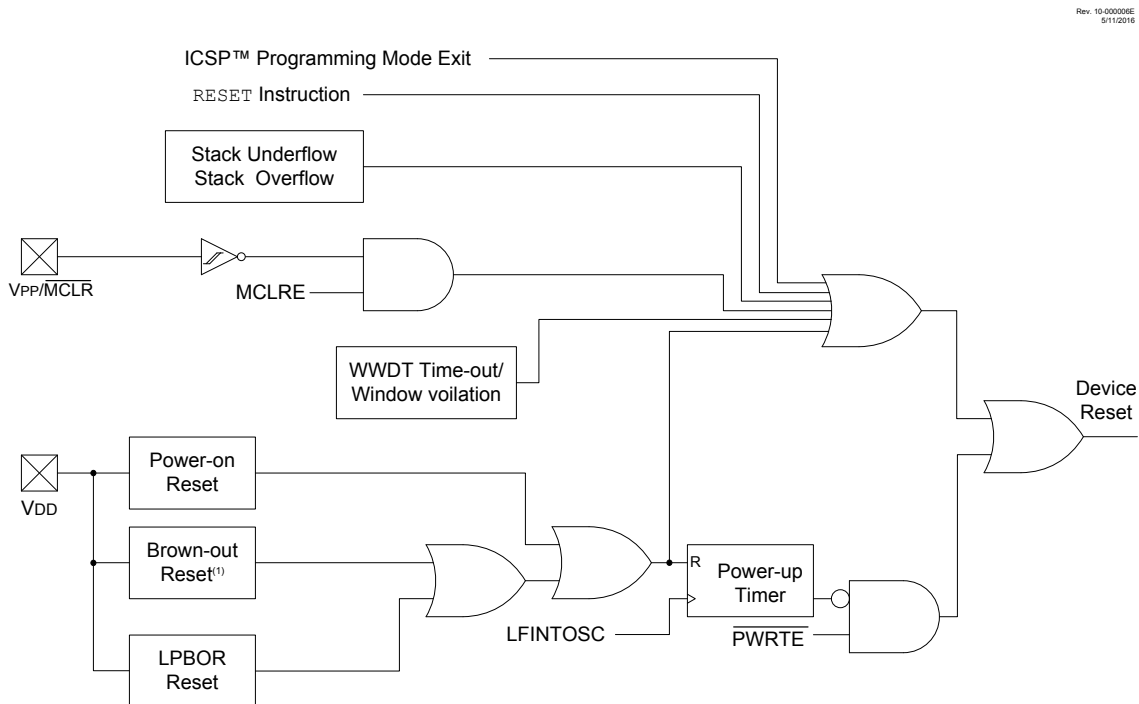 Rev. 10-000006E
5/11/2016
ICSP™ Programming Mode Exit
RESET Instruction
Stack Underflow
Stack Overflow
VPP/MCLR
MCLRE
WWDT Time-out/
Window voilation
Device
Reset
VDD
Power-on
Reset
Brown-out
Reset(1)
LPBOR
Reset
R
Power-up
Timer
LFINTOSC
PWRTE